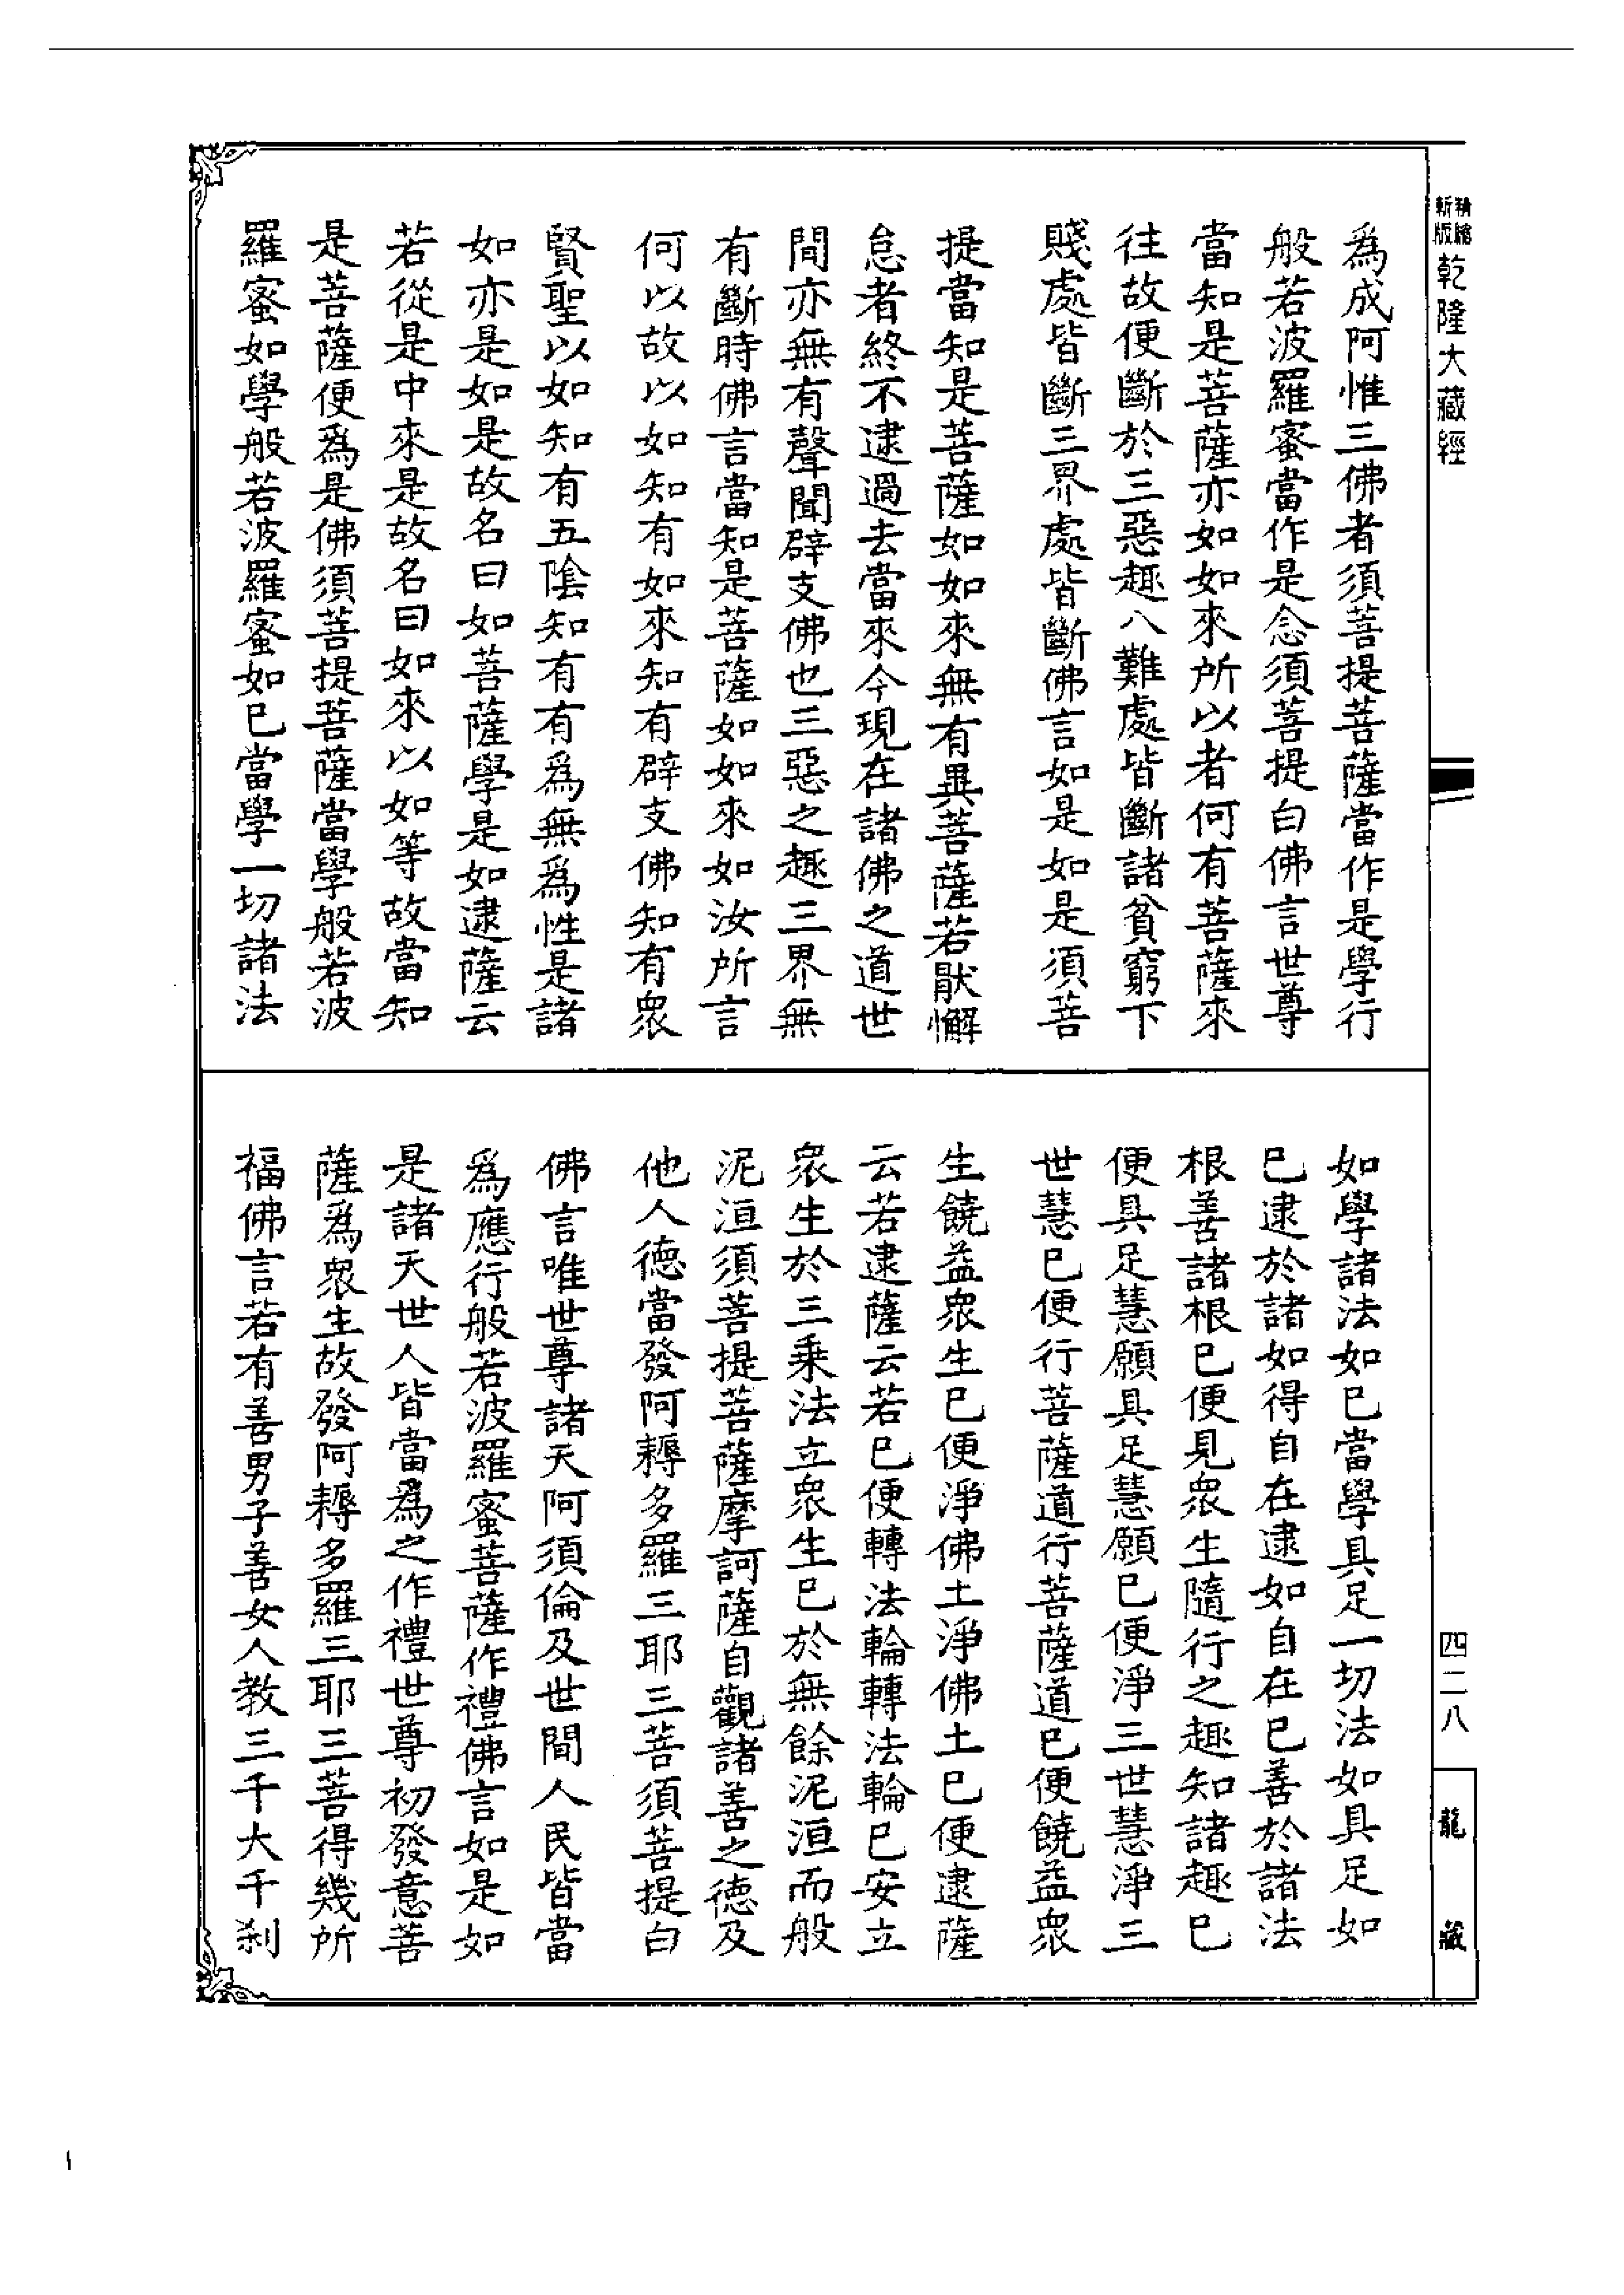 精縮
新版
乾隆大藏經
為成阿惟三佛者須菩提菩薩當作是學行
般若波羅蜜當作是念須菩提白佛言世尊
當知是菩薩亦如如來所以者何有菩薩來
往故便斷於三惡趣八難處皆斷諸貧窮下
賤處皆斷三界處皆斷佛言如是如是須菩
提當知是菩薩如如來無有異菩薩若厭懈
怠者終不逮過去當來今現在諸佛之道世
間亦無有聲聞辟支佛也三惡之趣三界無
有斷時佛言當知是菩薩如如來如汝所言
何以故以如知有如來知有辟支佛知有眾
賢聖以如知有五陰知有有為無為性是諸
如亦是如是故名曰如菩薩學是如逮薩云
若從是中來是故名曰如來以如等故當知
是菩薩便為是佛須菩提菩薩當學般若波
羅蜜如學般若波羅蜜如已當學一切諸法
如學諸法如已當學具足一切法如具足如
已逮於諸如得自在逮如自在已善於諸法
根善諸根已便見眾生隨行之趣知諸趣已
便具足慧願具足慧願已便淨三世慧淨三
世慧已便行菩薩道行菩薩道已便饒益眾
生饒益眾生已便淨佛土淨佛土已便逮薩
云若逮薩云若已便轉法輪轉法輪已安立
眾生於三乘法立眾生已於無餘泥洹而般
泥洹須菩提菩薩摩訶薩自觀諸善之德及
他人德當發阿耨多羅三耶三菩須菩提白
佛言唯世尊諸天阿須倫及世間人民皆當
為應行般若波羅蜜菩薩作禮佛言如是如
是諸天世人皆當為之作禮世尊初發意菩
薩為眾生故發阿耨多羅三耶三菩得幾所
福佛言若有善男子善女人教三千大千剎
四二八
龍藏